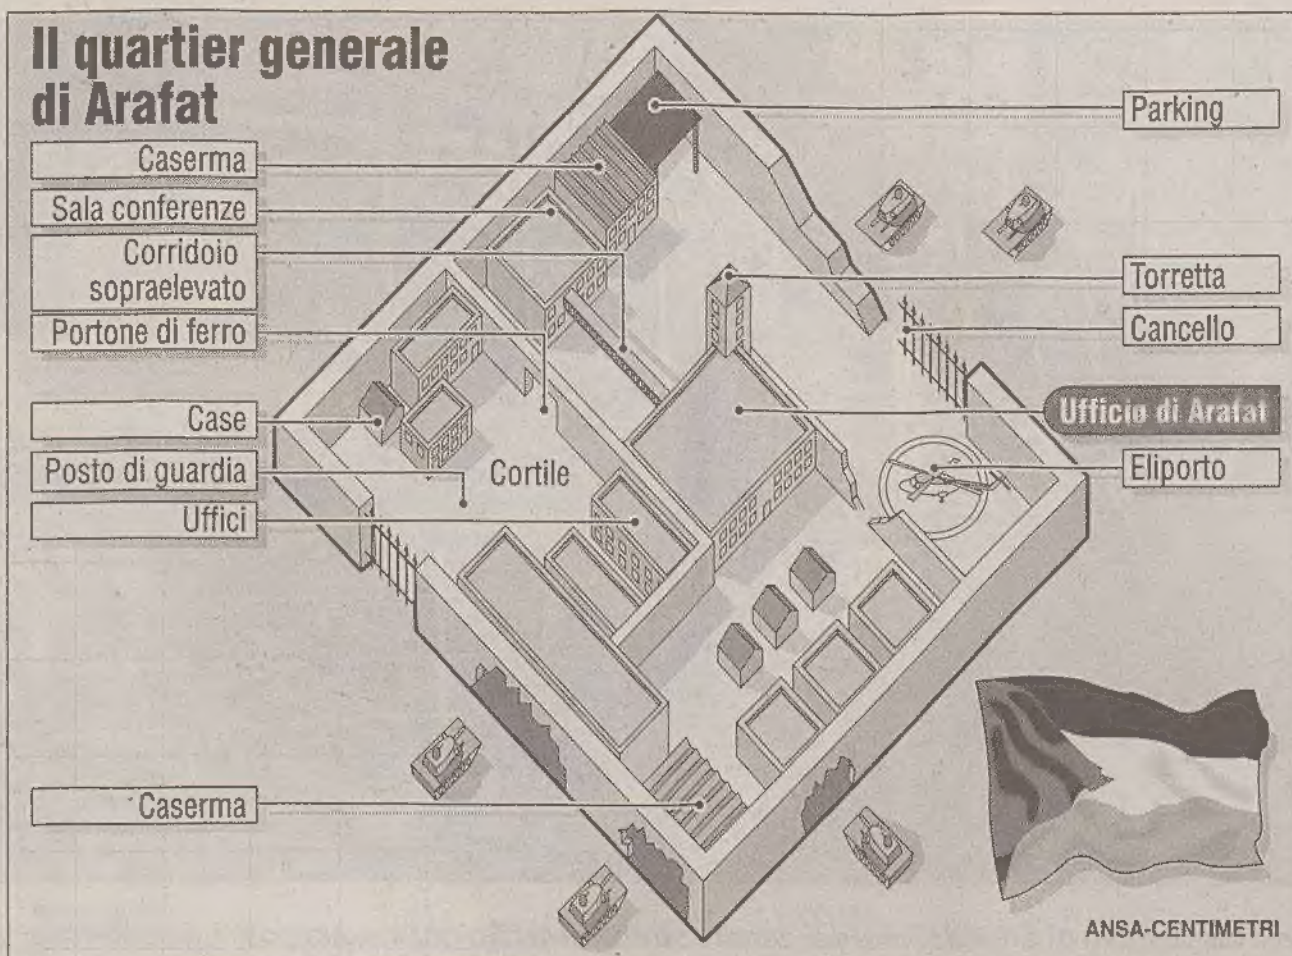 Il quartier generale
di Arafat
Caserma
Sala conferenze
Corridoio
sopraelevato
Portone di ferro
Case
Posto di guardia
Uffici
Caserma
Cortile
Parking
Torretta
Cancello
Ufficio di Arafat
Eliporto
ANSA-CENTIMETRI